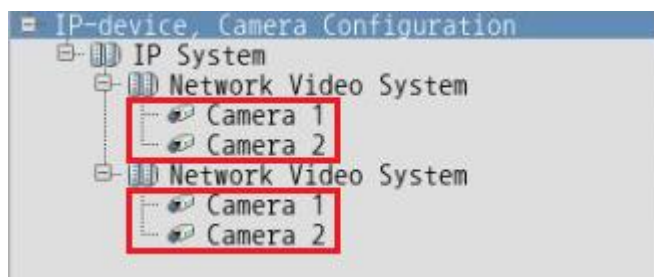 IP-device, Camera Configuration
IP System
Network Video System
Camera 1
Camera 2
Network Video System
Camera 1
Camera 2